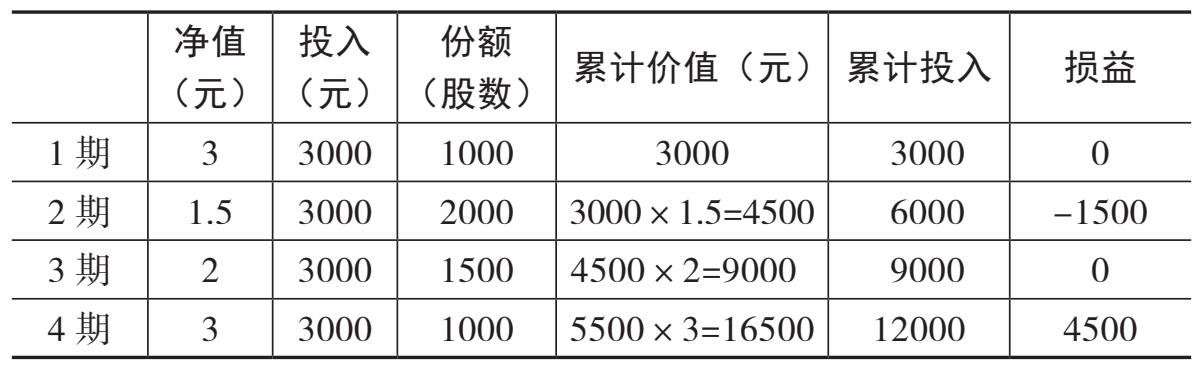 净值（元） 投入（元） 份额（股数） 累计价值（元） 累计投入 损益
1 期 3 3000 1000 3000 3000 0
2 期 1.5 3000 2000 3000 × 1.5=4500 6000 −1500
3 期 2 3000 1500 4500 × 2=9000 9000 0
4 期 3 3000 1000 5500 × 3=16500 12000 4500